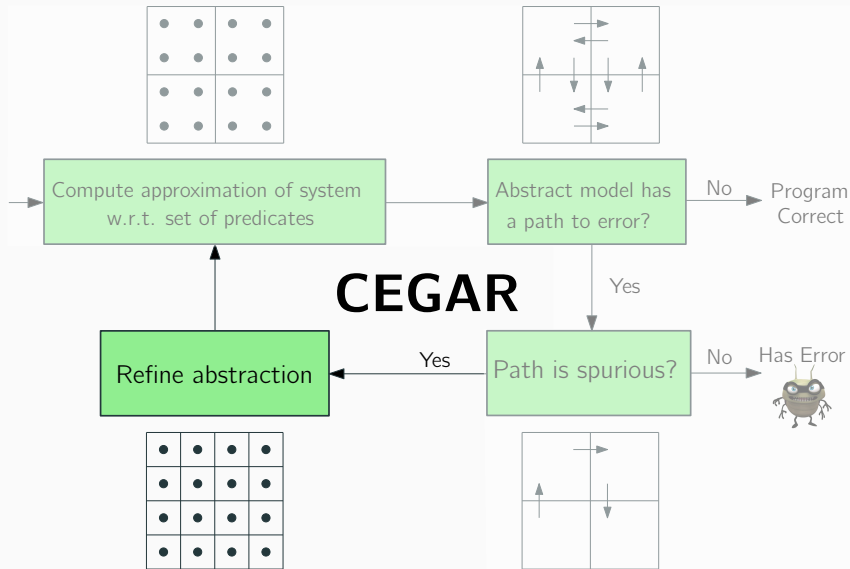 Compute approximation of system
w.r.t. set of predicates
Abstract model has
a path to error?
No
Program
Correct
CEGAR
Yes
Refine abstraction
Yes
Path is spurious?
No
Has Error